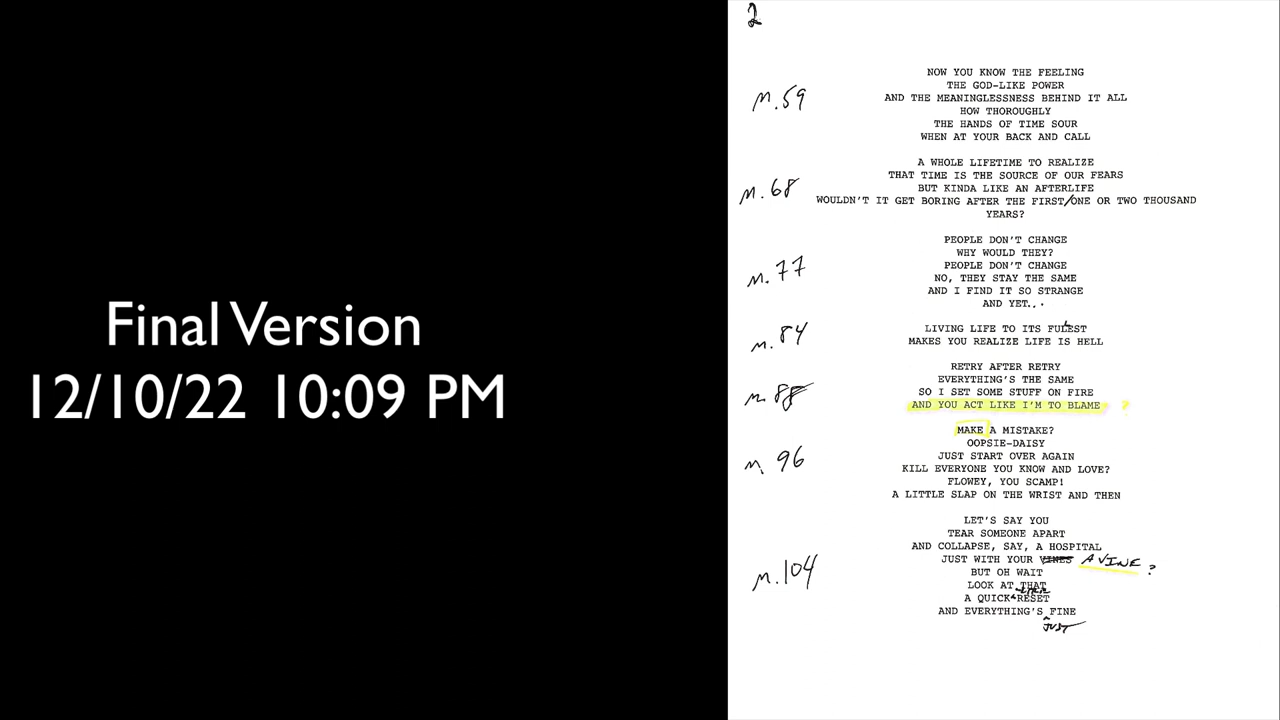 Final Version
12/10/22 10:09 PM
2
m.59
NOW YOU KNOW THE FEELING
THE GOD-LIKE POWER
AND THE MEANINGLESSNESS BEHIND IT ALL
HOW THOROUGHLY
THE HANDS OF TIME SOUR
WHEN AT YOUR BACK AND CALL
m.68
A WHOLE LIFETIME TO REALIZE
THAT TIME IS THE SOURCE OF OUR FEARS
BUT KINDA LIKE AN AFTERLIFE
WOULDN'T IT GET BORING AFTER THE FIRST/ONE OR TWO THOUSAND
YEARS?
m.77
PEOPLE DON'T CHANGE
WHY WOULD THEY?
PEOPLE DON'T CHANGE
NO, THEY STAY THE SAME
AND I FIND IT SO STRANGE
AND YET...
m.84
LIVING LIFE TO ITS FULLEST
MAKES YOU REALIZE LIFE IS HELL
m.88
RETRY AFTER RETRY
EVERYTHING'S THE SAME
SO I SET SOME STUFF ON FIRE
AND YOU ACT LIKE I'M TO BLAME ?
m.96
MAKE A MISTAKE?
OOPSIE-DAISY
JUST START OVER AGAIN
KILL EVERYONE YOU KNOW AND LOVE?
FLOWEY, YOU SCAMP!
A LITTLE SLAP ON THE WRIST AND THEN
m.104
LET'S SAY YOU
TEAR SOMEONE APART
AND COLLAPSE, SAY, A HOSPITAL
JUST WITH YOUR VINES A VINE ?
BUT OH WAIT
LOOK AT THAT
A QUICK RESET
AND EVERYTHING'S FINE
JUST